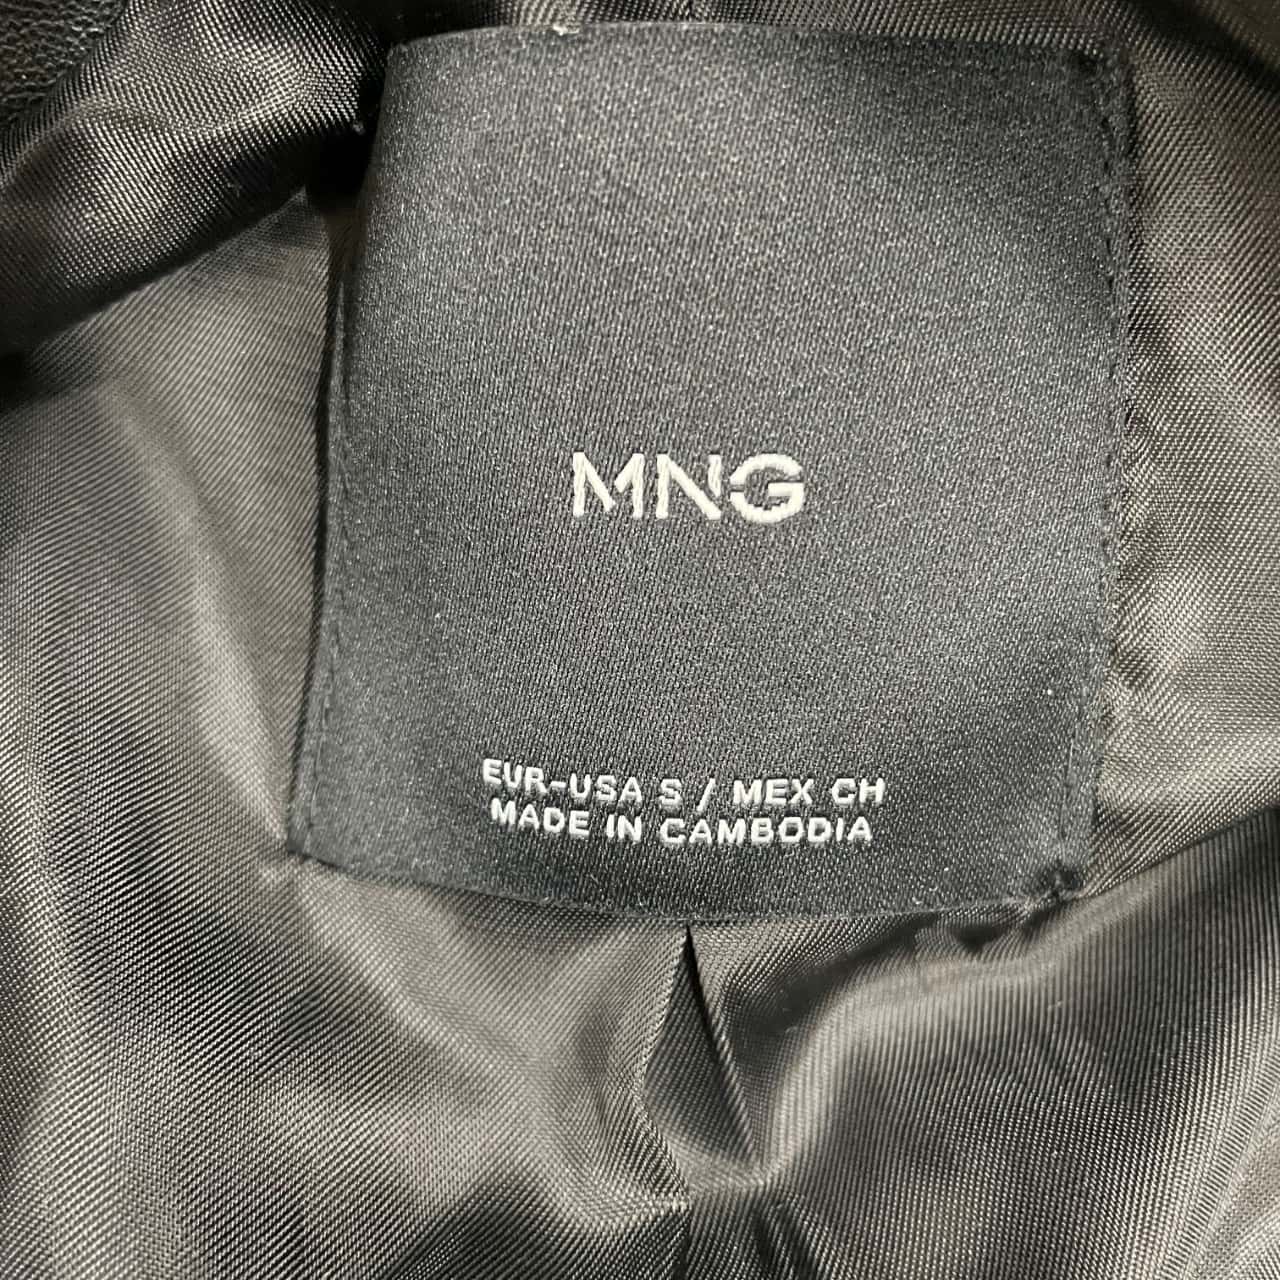 MNG
EUR-USA S / MEX CH
MADE IN CAMBODIA